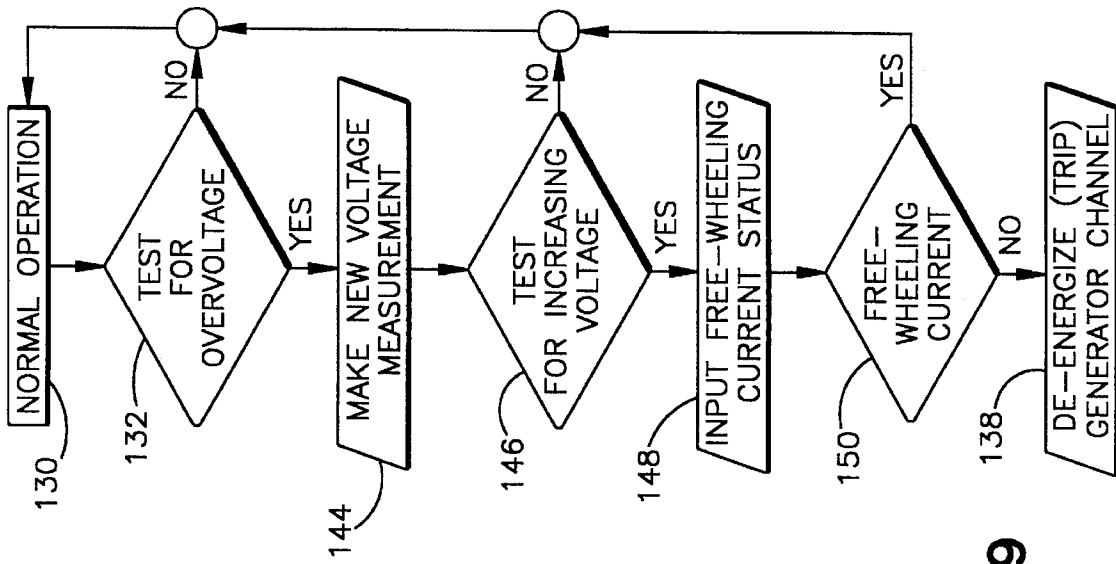 NORMAL OPERATION
130
TEST
FOR
OVERVOLTAGE
132
NO
YES
MAKE NEW VOLTAGE
MEASUREMENT
144
TEST
FOR INCREASING
VOLTAGE
146
NO
YES
INPUT FREE-WHEELING
CURRENT STATUS
148
FREE-
WHEELING
CURRENT
150
YES
NO
DE-ENERGIZE (TRIP)
GENERATOR CHANNEL
138
9